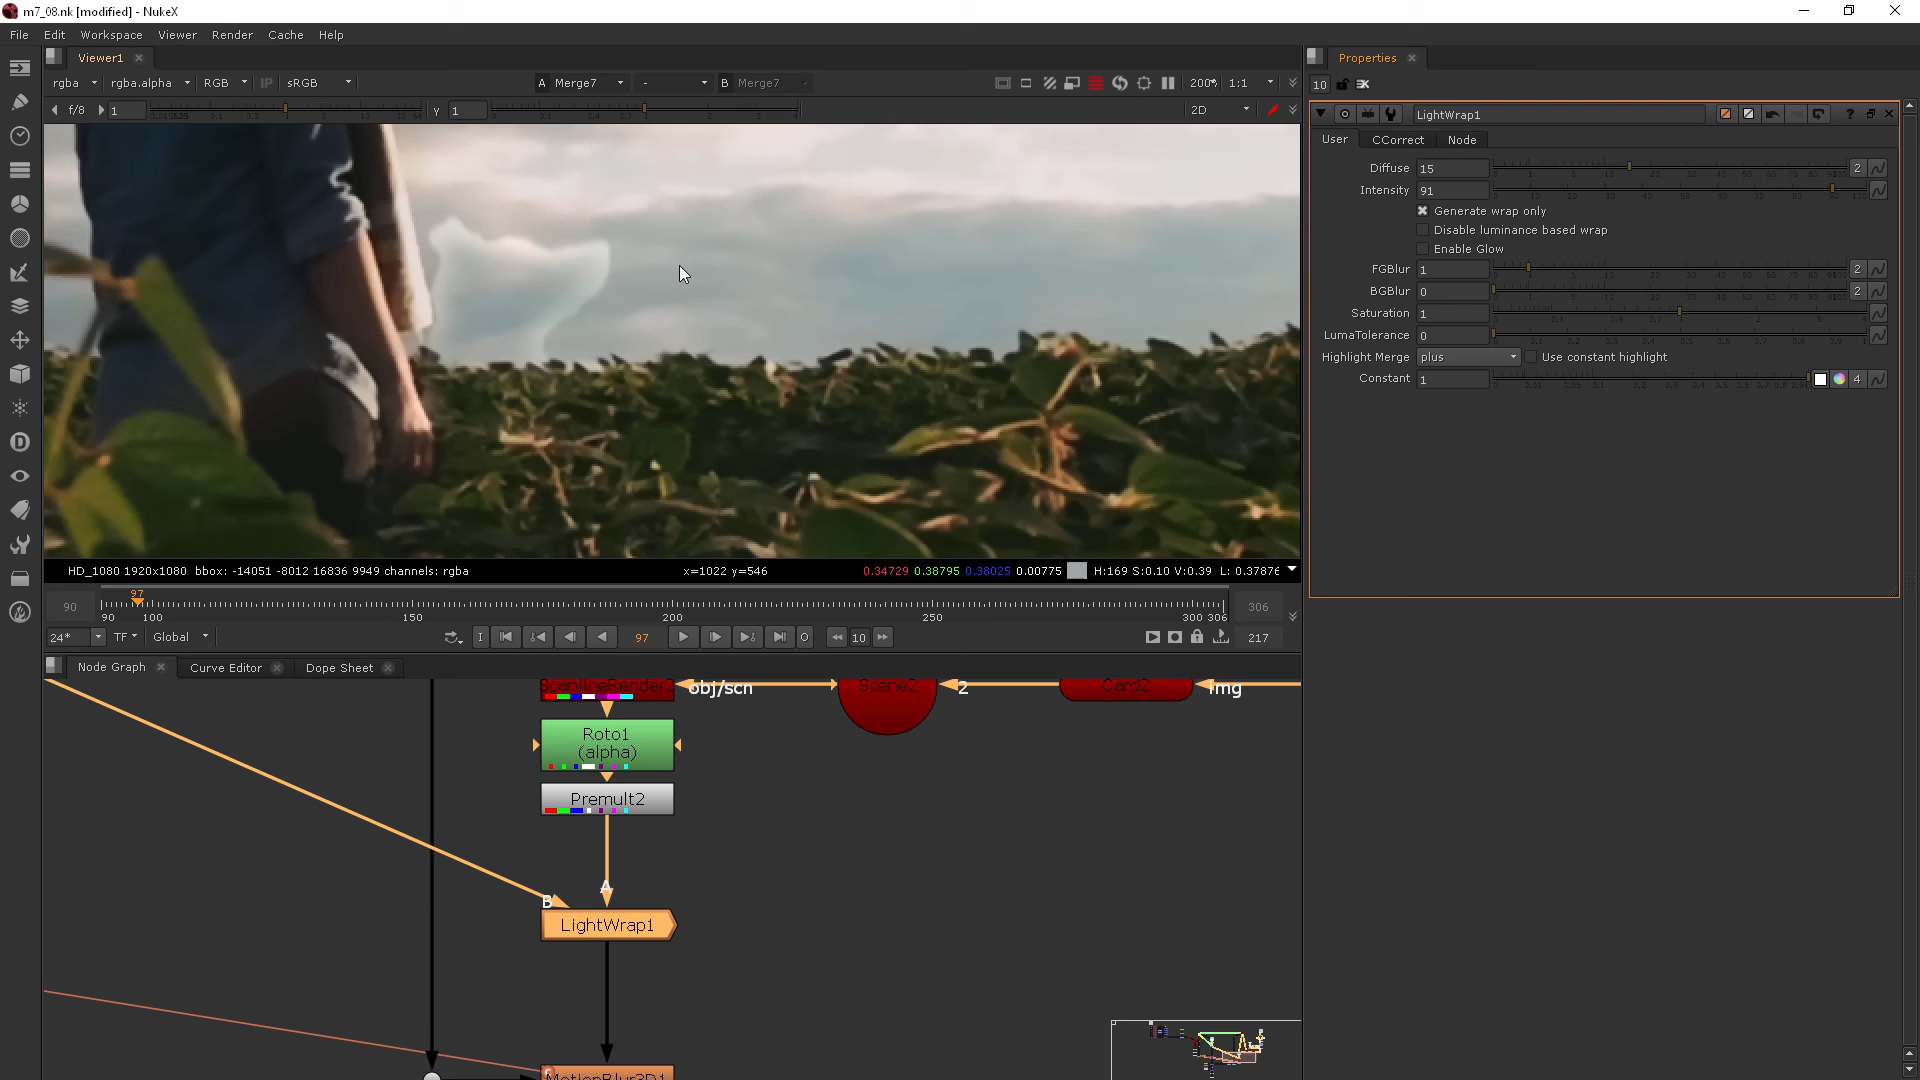 m7_08.nk [modified] - NukeX
File Edit Workspace Viewer Render Cache Help
Viewer1
rgba rgba.alpha RGB IP sRGB A Merge7 - B Merge7 200% 1:1
f/8 1 Y 1 2D
HD_1080 1920x1080 bbox: -14051 -8012 16836 9949 channels: rgba x=1022 y=546 0.34729 0.38795 0.38025 0.00775 H:169 S:0.10 V:0.39 L: 0.37876
97
90 306
90 100 150 200 250 300 306
24* TF Global I 97 O 10 217
Node Graph Curve Editor Dope Sheet
ScanlineRender2 obj/scn Scene2 2 Card2 img
Roto1
(alpha)
Premult2
A
B
LightWrap1
MotionBlur3D1
Properties
10
LightWrap1
User CCorrect Node
Diffuse 15 2
Intensity 91
Generate wrap only
Disable luminance based wrap
Enable Glow
FGBlur 1 2
BGBlur 0 2
Saturation 1
LumaTolerance 0
Highlight Merge plus Use constant highlight
Constant 1 4